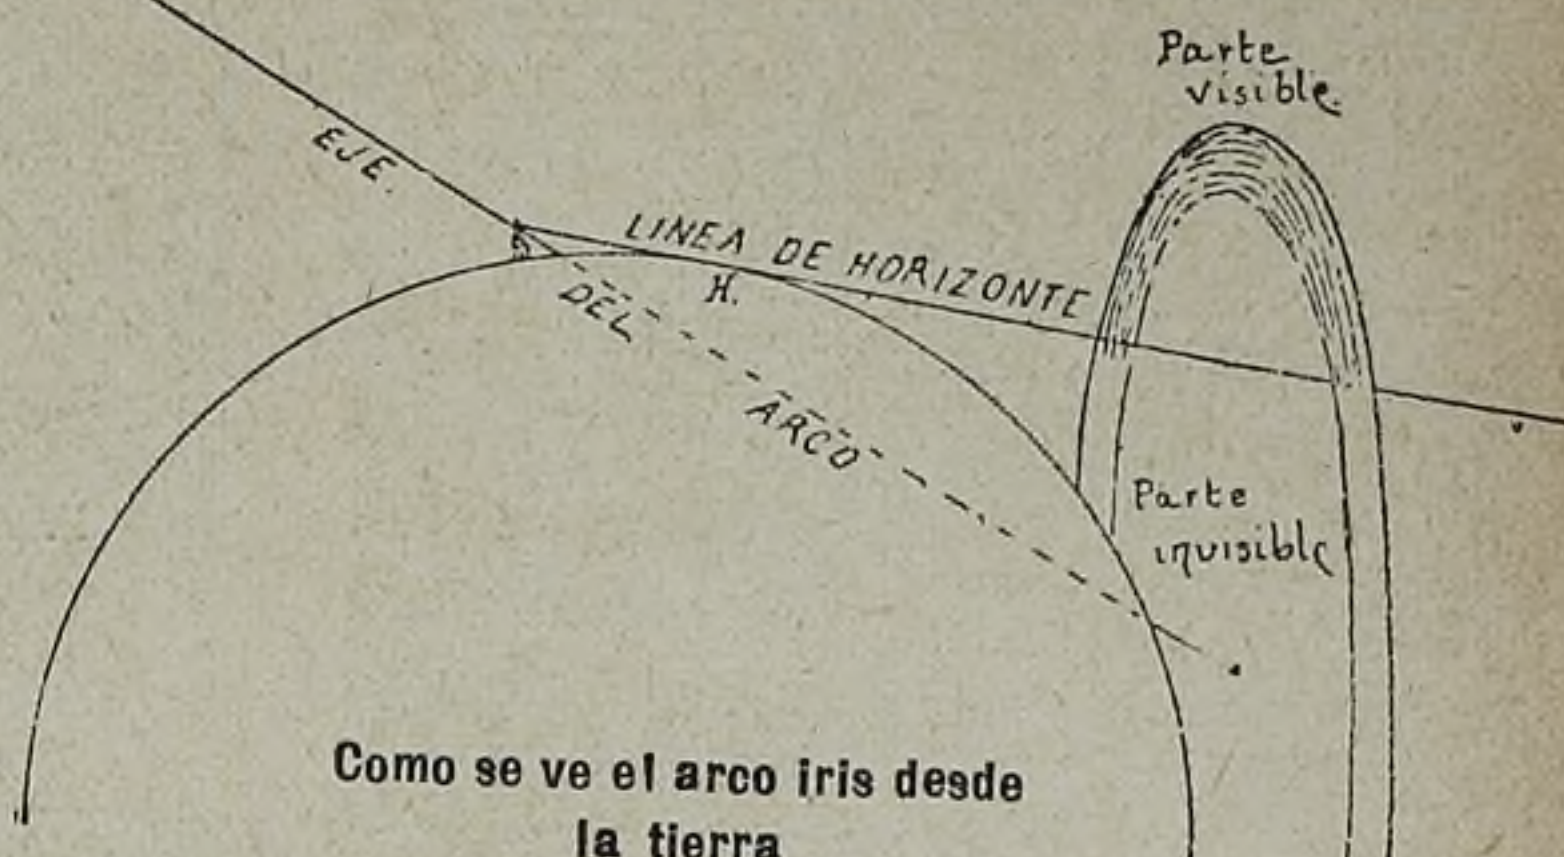 Parte
visible.
EJE.
LINEA DE HORIZONTE
H.
DEL
ARCO
Parte
invisible
Como se ve el arco iris desde
la tierra